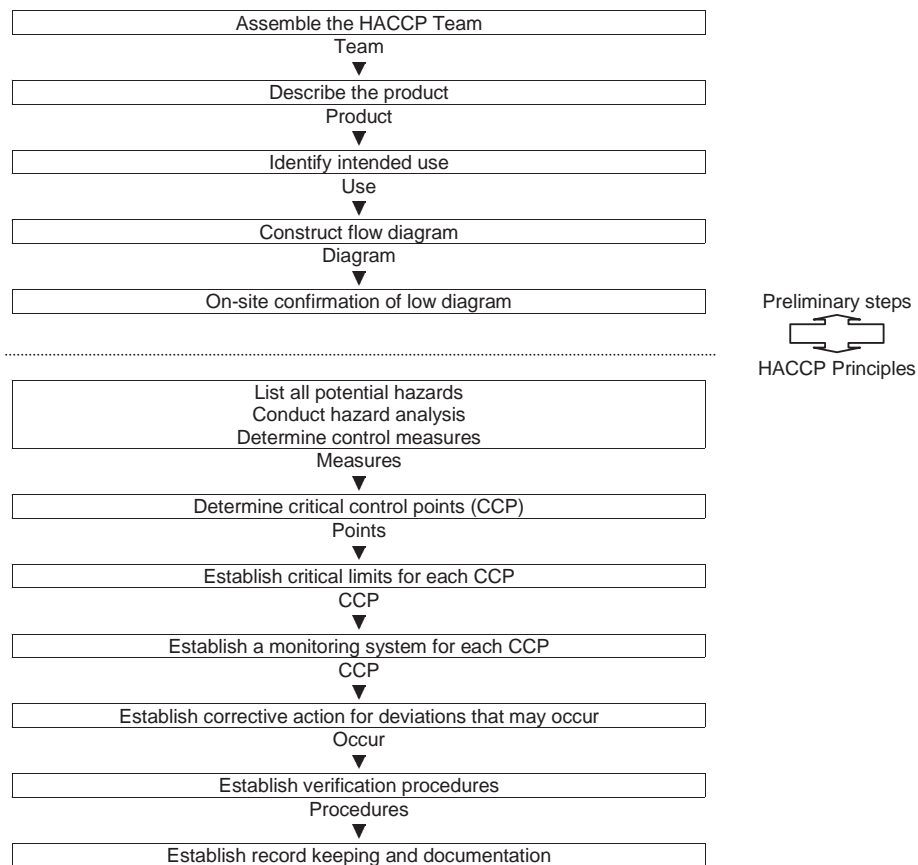 Assemble the HACCP Team
Team
Describe the product
Product
Identify intended use
Use
Construct flow diagram
Diagram
On-site confirmation of low diagram
Preliminary steps
HACCP Principles
List all potential hazards
Conduct hazard analysis
Determine control measures
Measures
Determine critical control points (CCP)
Points
Establish critical limits for each CCP
CCP
Establish a monitoring system for each CCP
CCP
Establish corrective action for deviations that may occur
Occur
Establish verification procedures
Procedures
Establish record keeping and documentation